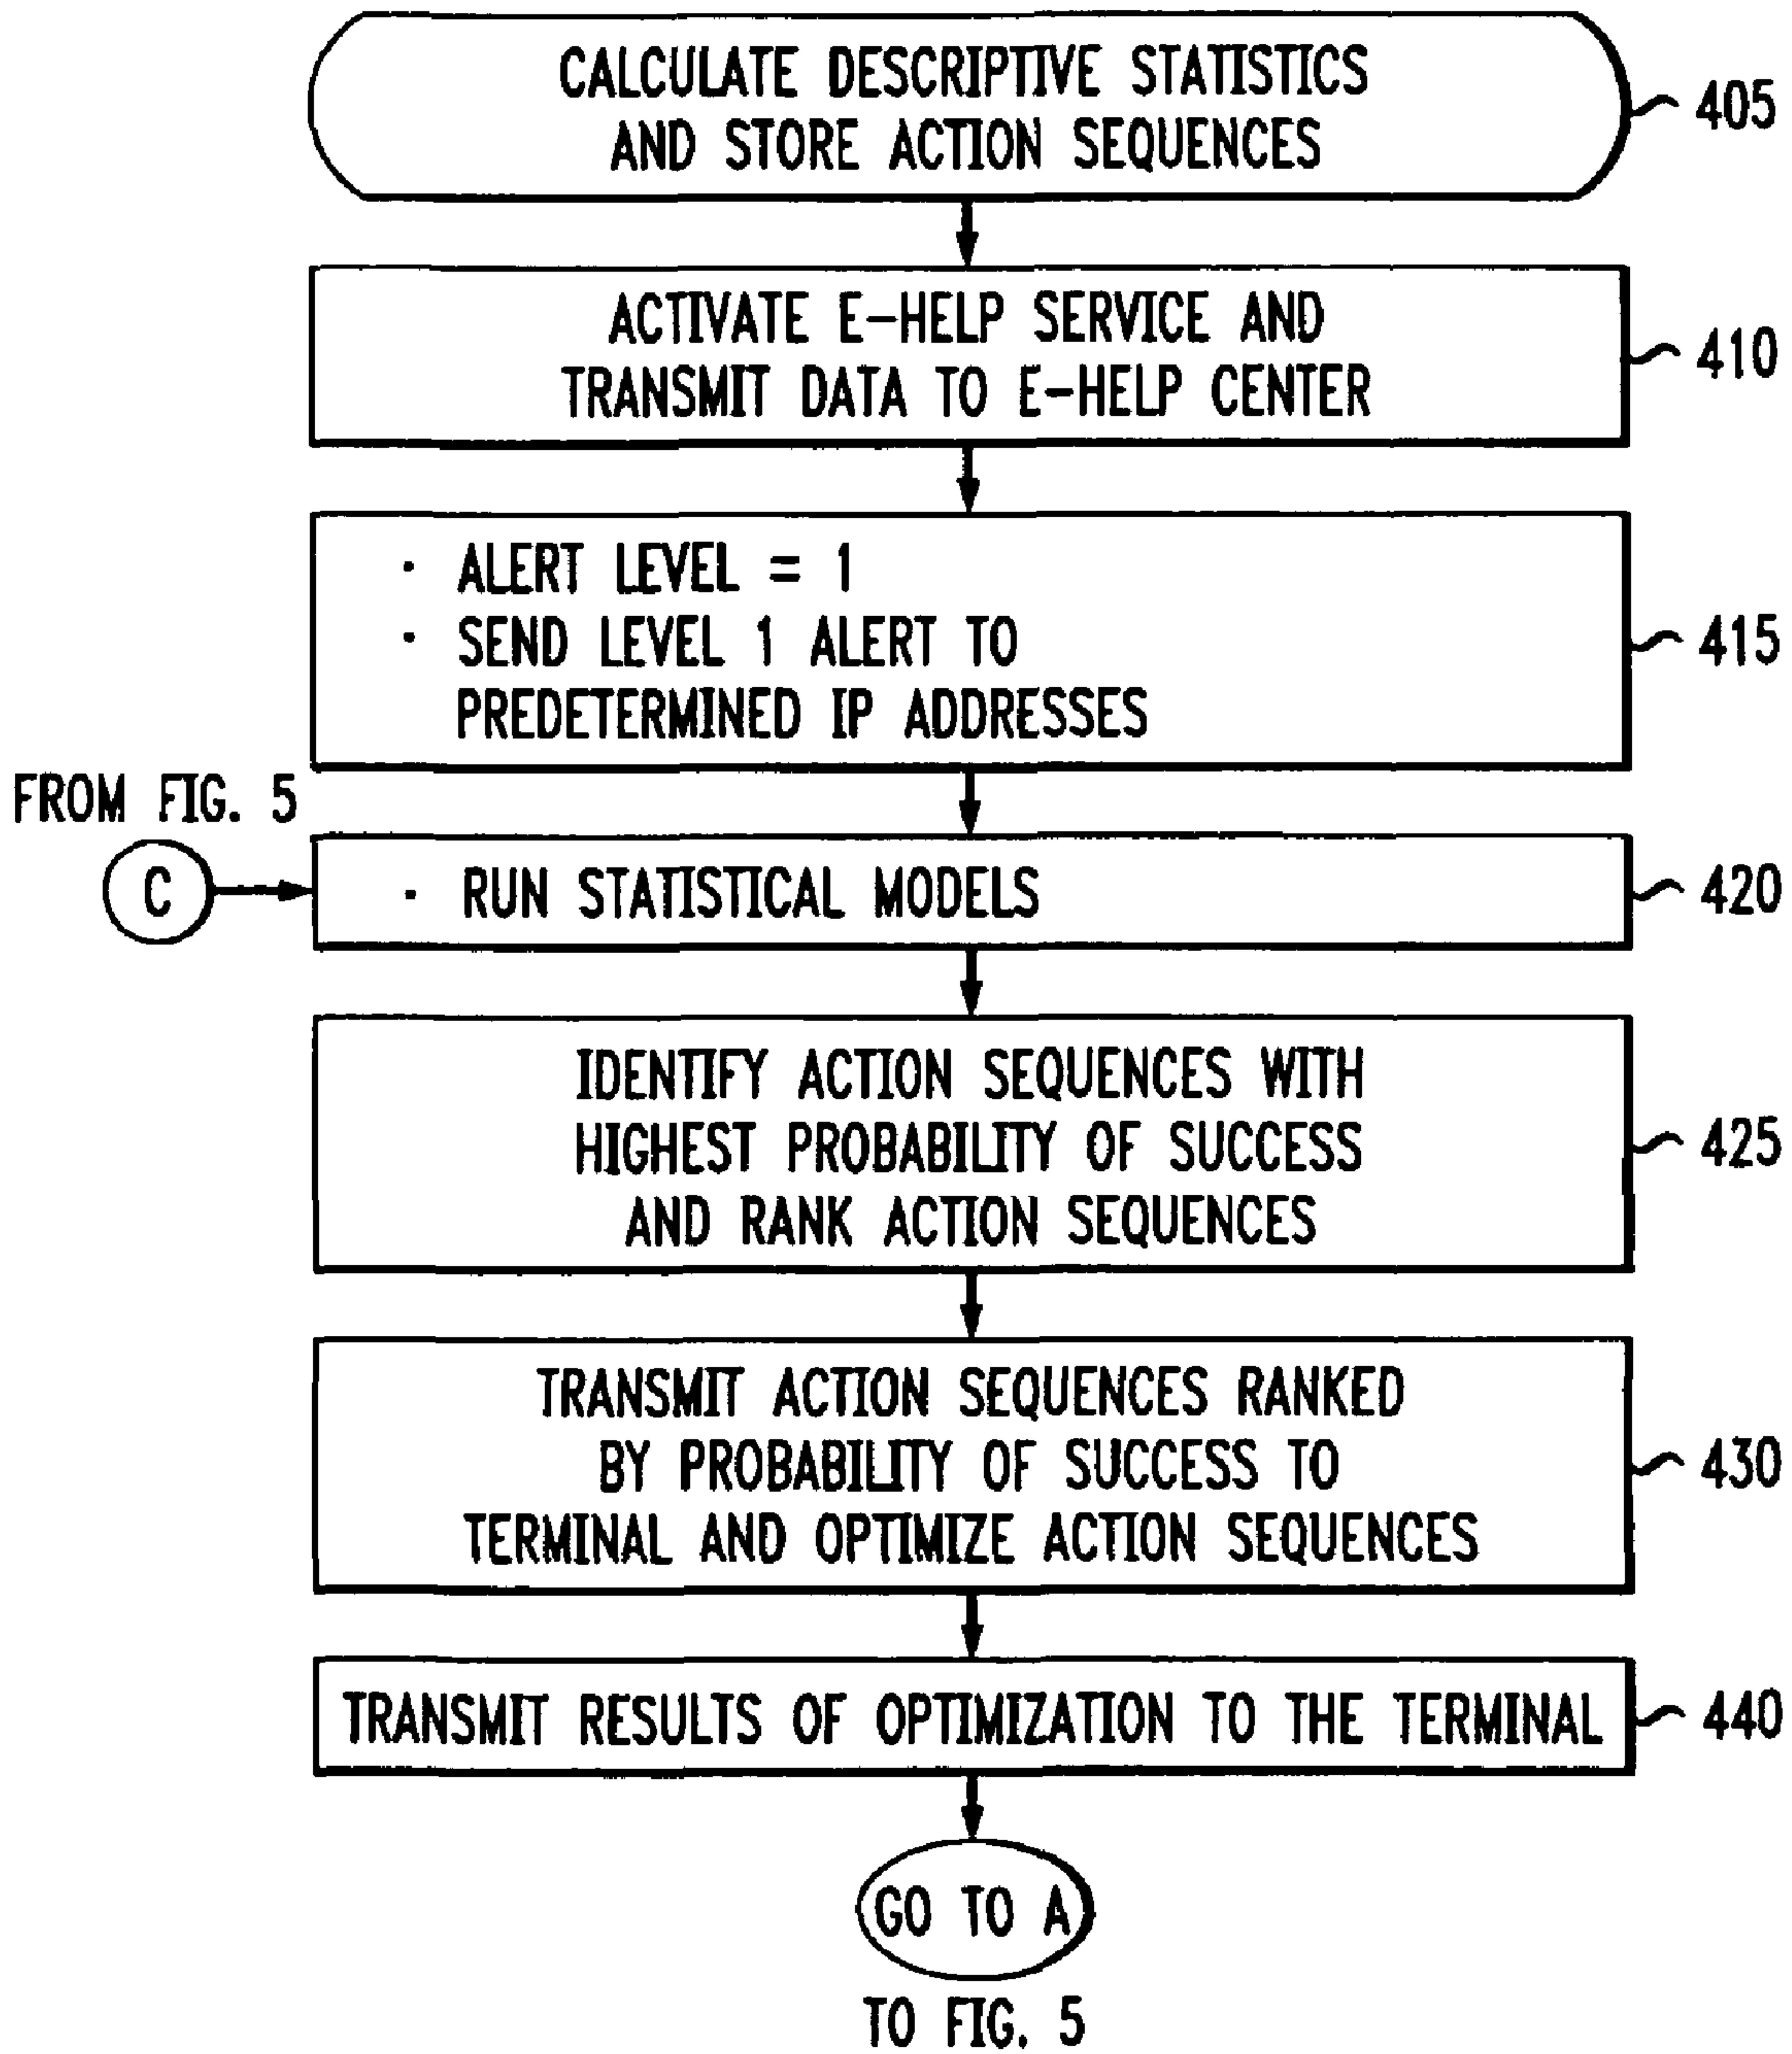 CALCULATE DESCRIPTIVE STATISTICS
AND STORE ACTION SEQUENCES
405
ACTIVATE E-HELP SERVICE AND
TRANSMIT DATA TO E-HELP CENTER
410
· ALERT LEVEL = 1
· SEND LEVEL 1 ALERT TO
PREDETERMINED IP ADDRESSES
415
FROM FIG. 5
C
· RUN STATISTICAL MODELS
420
IDENTIFY ACTION SEQUENCES WITH
HIGHEST PROBABILITY OF SUCCESS
AND RANK ACTION SEQUENCES
425
TRANSMIT ACTION SEQUENCES RANKED
BY PROBABILITY OF SUCCESS TO
TERMINAL AND OPTIMIZE ACTION SEQUENCES
430
TRANSMIT RESULTS OF OPTIMIZATION TO THE TERMINAL
440
GO TO A
TO FIG. 5